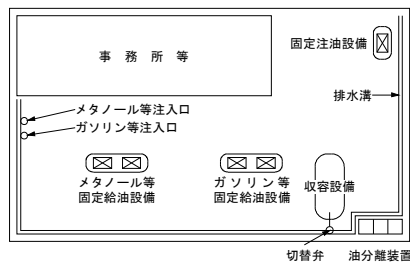 事務所等
固定注油設備
排水溝
メタノール等注入口
ガソリン等注入口
メタノール等
固定給油設備
ガソリン等
固定給油設備
収容設備
切替弁
油分離装置